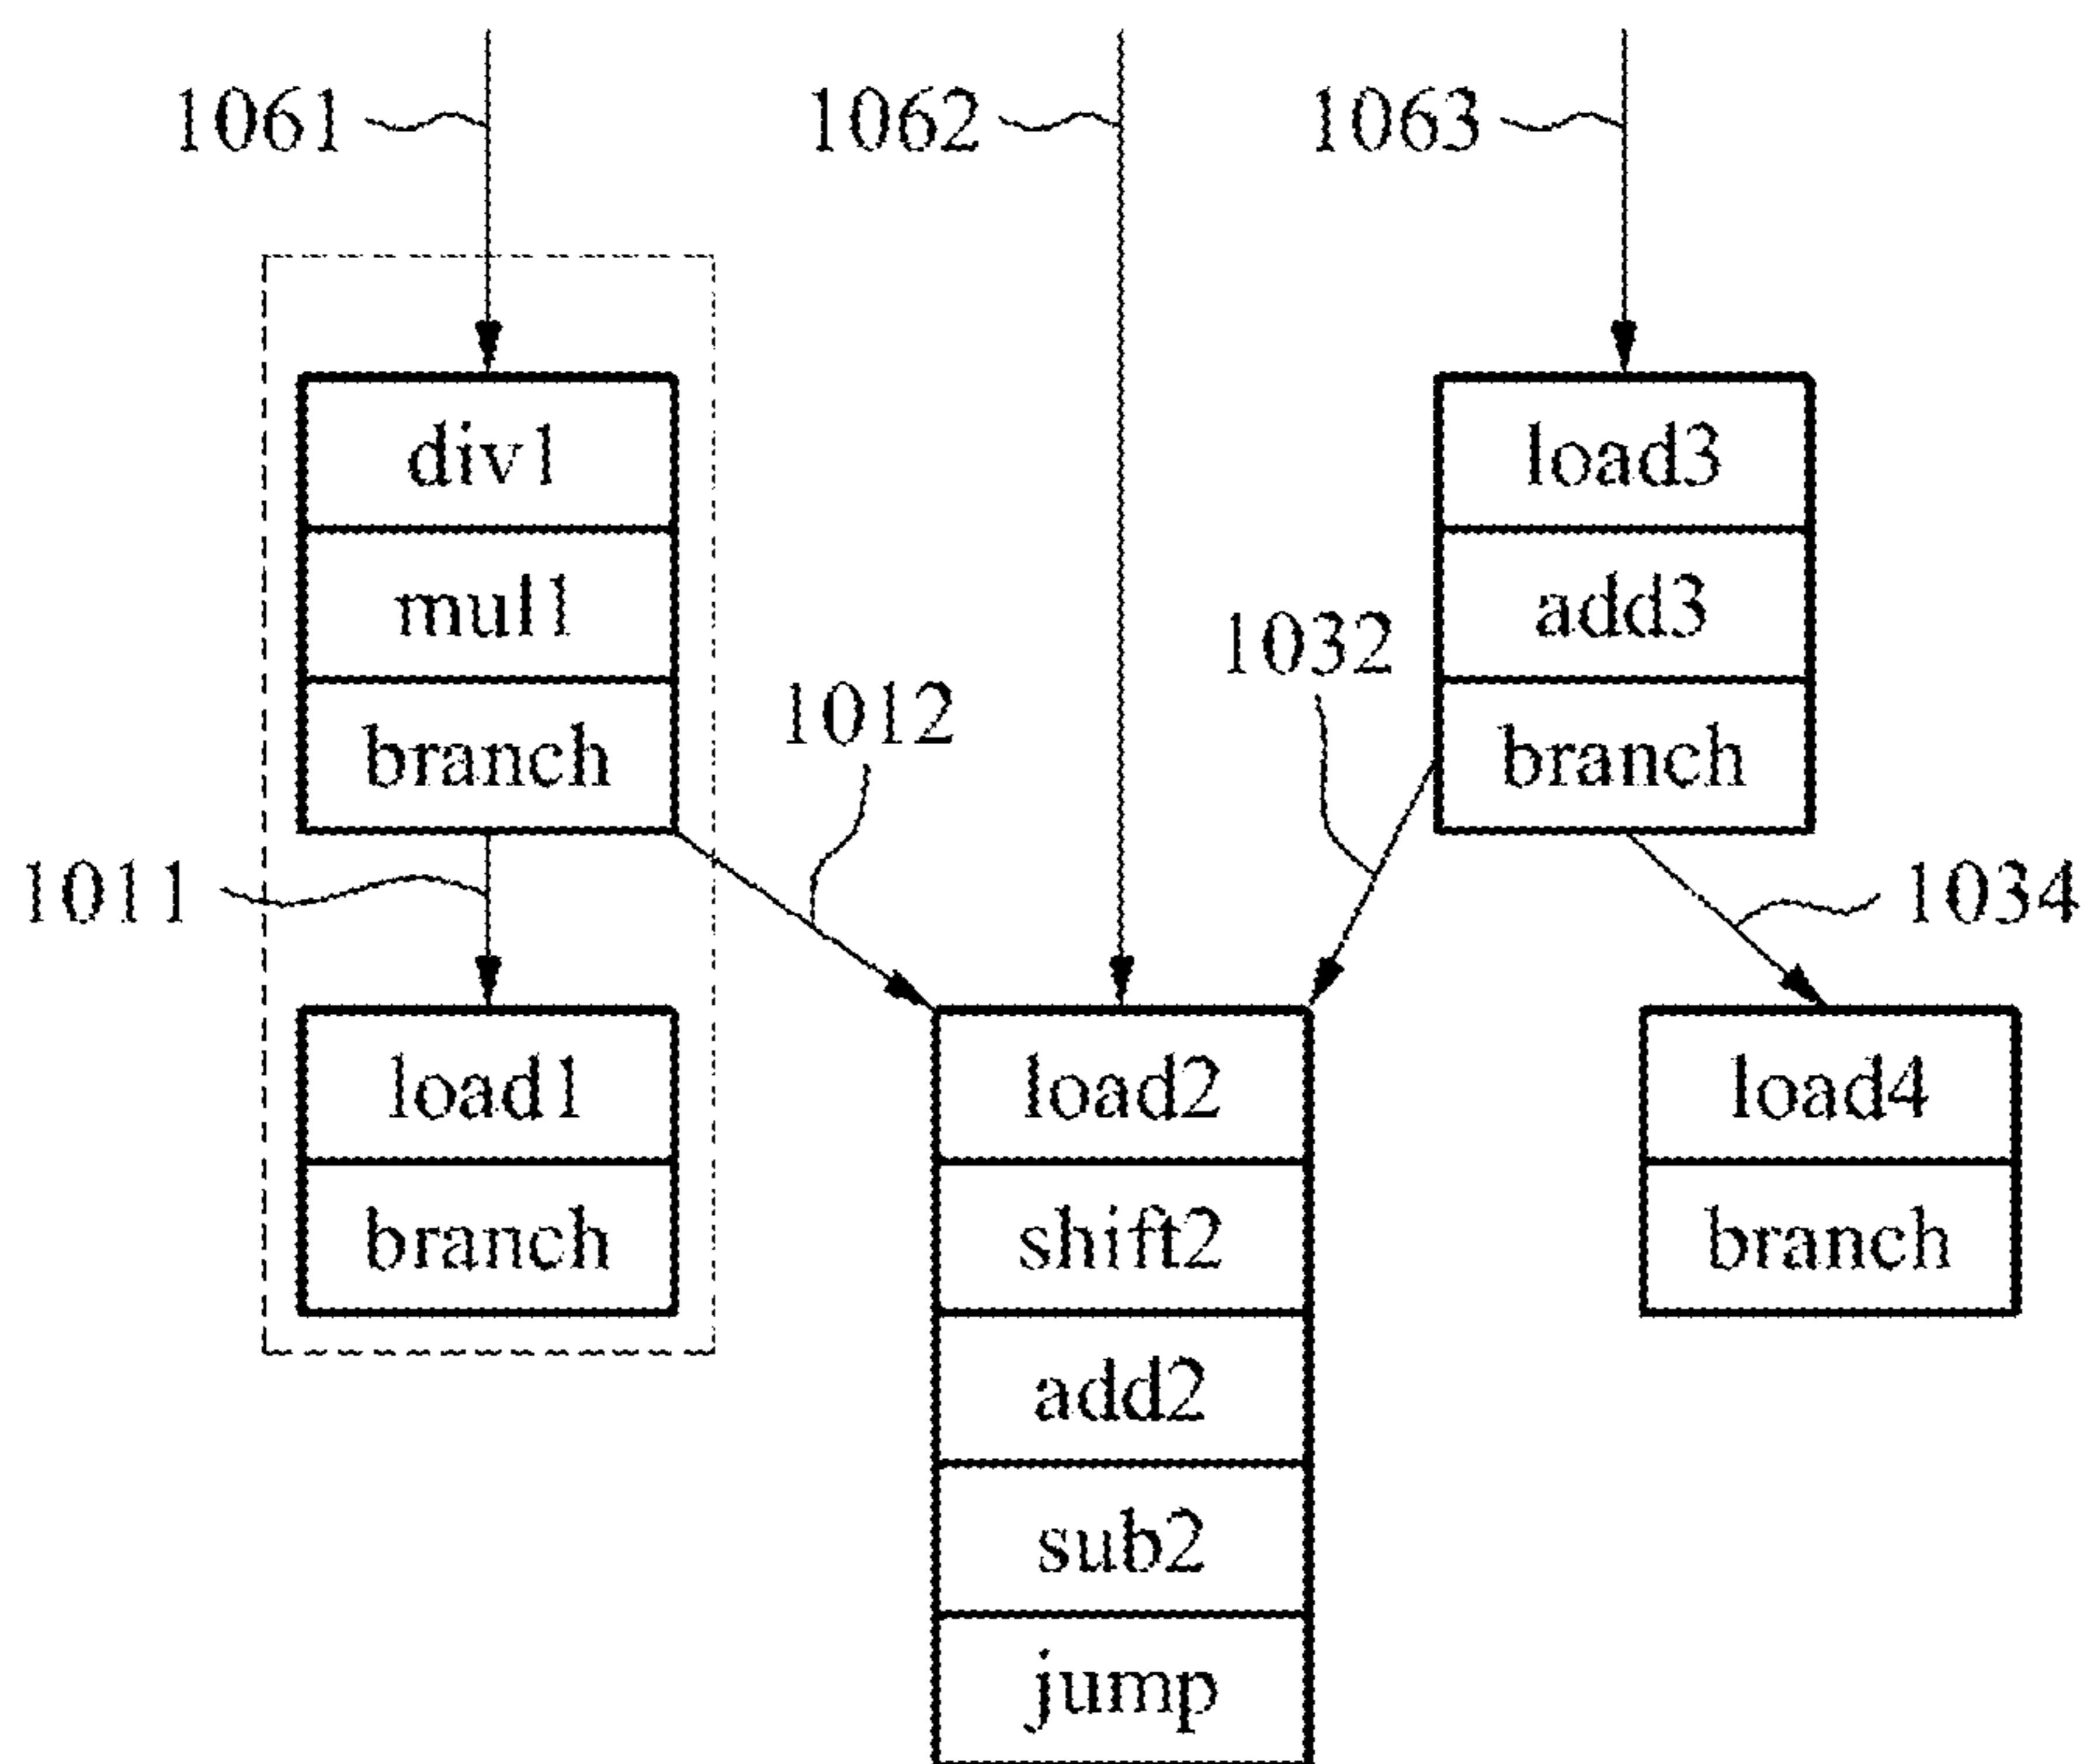 1061
1062
1063
div1
mul1
branch
load3
add3
branch
1012
1032
1011
1034
load1
branch
load2
shift2
add2
sub2
jump
load4
branch